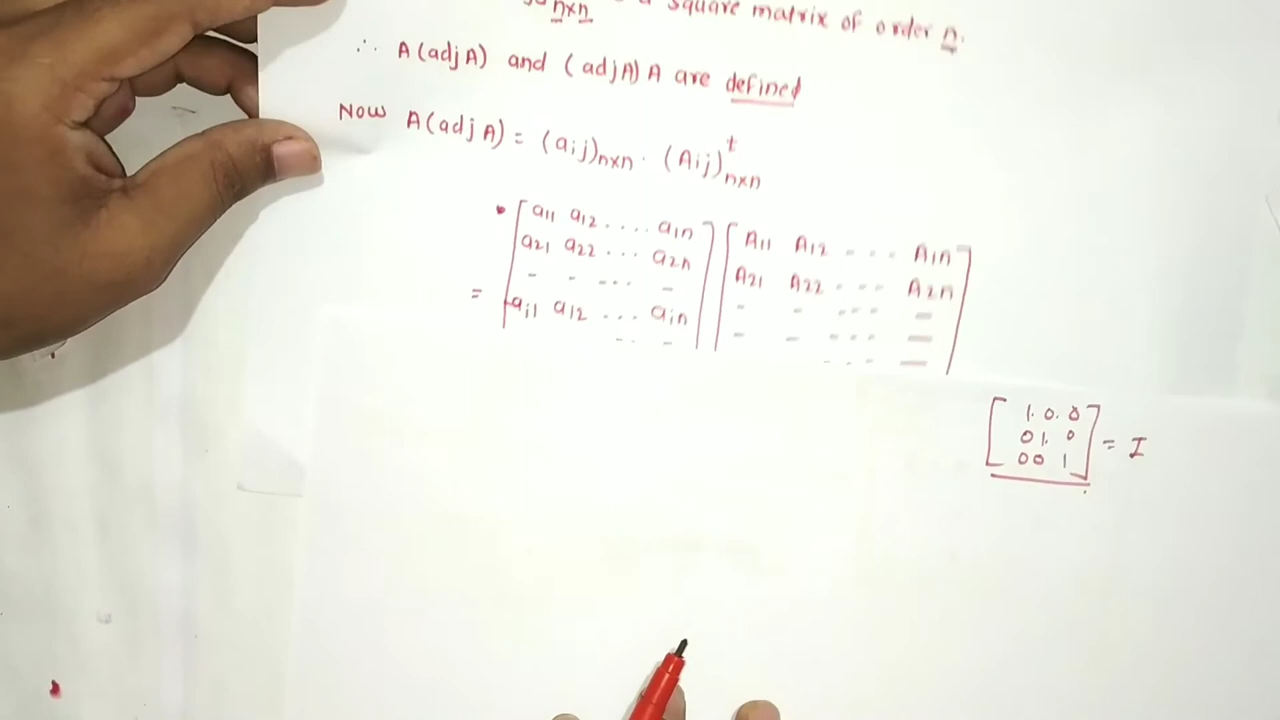 n×n square matrix of order n.
∴ A(adj A) and (adj A) A are defined
Now A(adj A) = (aij)n×n · (Aij)ᵗn×n
= [ a11 a12 .... a1n ] [ A11 A12 - - - A1n ]
a21 a22 ... a2n A21 A22 - - - A2n
- - ... - - - --- -
ai1 ai2 ... ain - - --- -
-- - --- -
[ 1. 0. 0
0 1. 0 ] = I
0 0 1